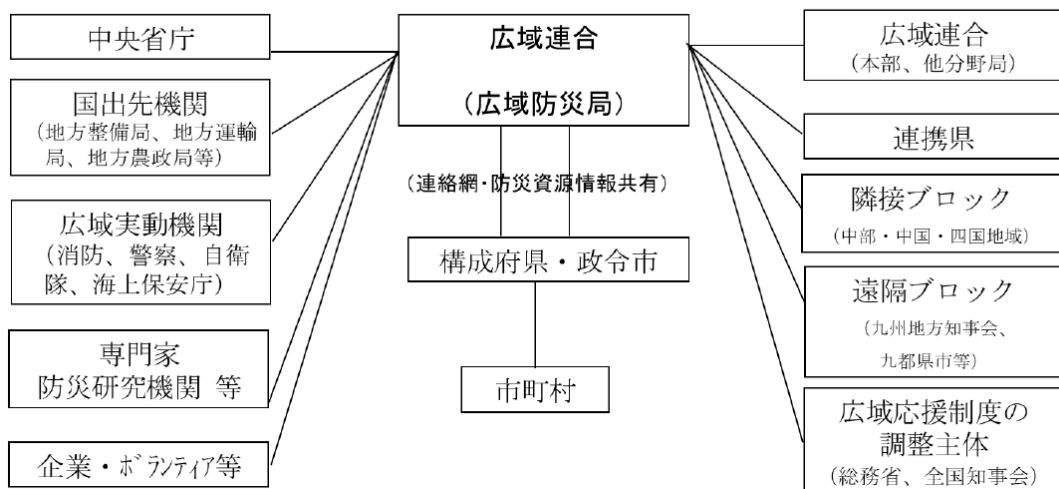 中央省庁
国出先機関
（地方整備局、地方運輸
局、地方農政局等）
広域実動機関
（消防、警察、自衛
隊、海上保安庁）
専門家
防災研究機関 等
企業・ボランティア等
広域連合
（広域防災局）
（連絡網・防災資源情報共有）
構成府県・政令市
市町村
広域連合
（本部、他分野局）
連携県
隣接ブロック
（中部・中国・四国地域）
遠隔ブロック
（九州地方知事会、
九都県市等）
広域応援制度の
調整主体
（総務省、全国知事会）